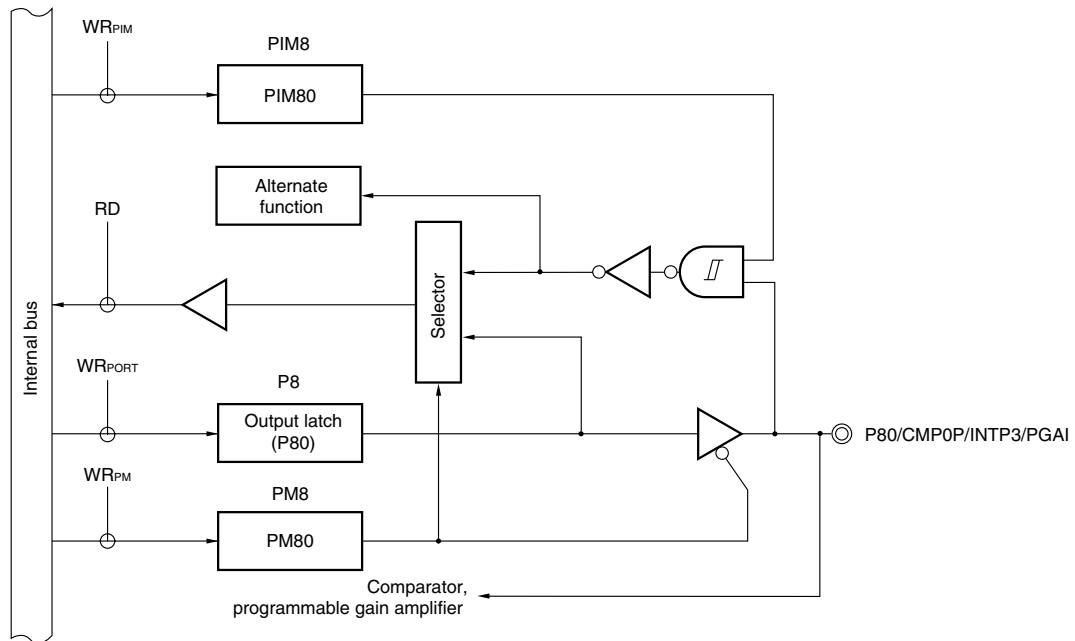 WRPIM
PIM8
PIM80
Alternate
function
RD
Selector
Internal bus
WRPORT
P8
Output latch
(P80)
P80/CMP0P/INTP3/PGAI
WRPM
PM8
PM80
Comparator,
programmable gain amplifier